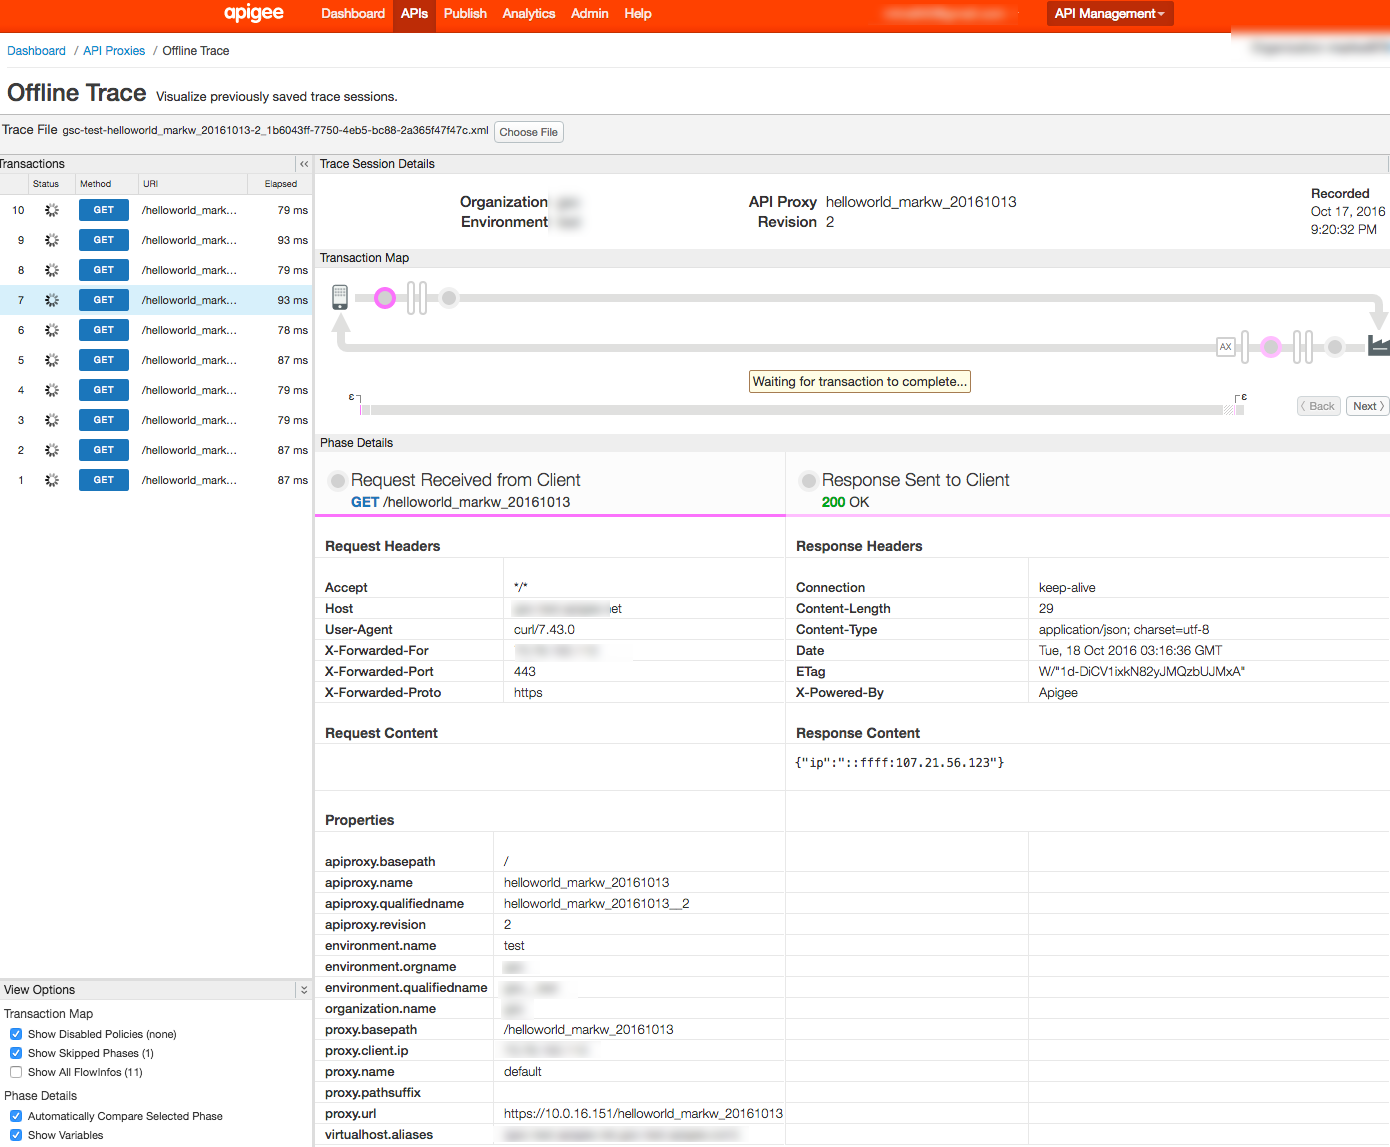 apigee Dashboard APIs Publish Analytics Admin Help API Management
Dashboard / API Proxies / Offline Trace
Offline Trace Visualize previously saved trace sessions.
Trace File gsc-test-helloworld_markw_20161013-2_1b6043ff-7750-4eb5-bc88-2a365f47f47c.xml Choose File
Transactions
Status Method URI Elapsed
10 GET /helloworld_mark... 79 ms
9 GET /helloworld_mark... 93 ms
8 GET /helloworld_mark... 79 ms
7 GET /helloworld_mark... 93 ms
6 GET /helloworld_mark... 78 ms
5 GET /helloworld_mark... 87 ms
4 GET /helloworld_mark... 79 ms
3 GET /helloworld_mark... 79 ms
2 GET /helloworld_mark... 87 ms
1 GET /helloworld_mark... 87 ms
View Options
Transaction Map
Show Disabled Policies (none)
Show Skipped Phases (1)
Show All FlowInfos (11)
Phase Details
Automatically Compare Selected Phase
Show Variables
Trace Session Details
Organization
Environment
API Proxy helloworld_markw_20161013
Revision 2
Recorded
Oct 17, 2016
9:20:32 PM
Transaction Map
AX
Waiting for transaction to complete...
ε ε
Back Next
Phase Details
Request Received from Client
GET /helloworld_markw_20161013
Request Headers
Accept */*
Host et
User-Agent curl/7.43.0
X-Forwarded-For
X-Forwarded-Port 443
X-Forwarded-Proto https
Request Content
Response Sent to Client
200 OK
Response Headers
Connection keep-alive
Content-Length 29
Content-Type application/json; charset=utf-8
Date Tue, 18 Oct 2016 03:16:36 GMT
ETag W/"1d-DiCV1ixkN82yJMQzbUJMxA"
X-Powered-By Apigee
Response Content
{"ip":"::ffff:107.21.56.123"}
Properties
apiproxy.basepath /
apiproxy.name helloworld_markw_20161013
apiproxy.qualifiedname helloworld_markw_20161013__2
apiproxy.revision 2
environment.name test
environment.orgname
environment.qualifiedname
organization.name
proxy.basepath /helloworld_markw_20161013
proxy.client.ip
proxy.name default
proxy.pathsuffix
proxy.url https://10.0.16.151/helloworld_markw_20161013
virtualhost.aliases